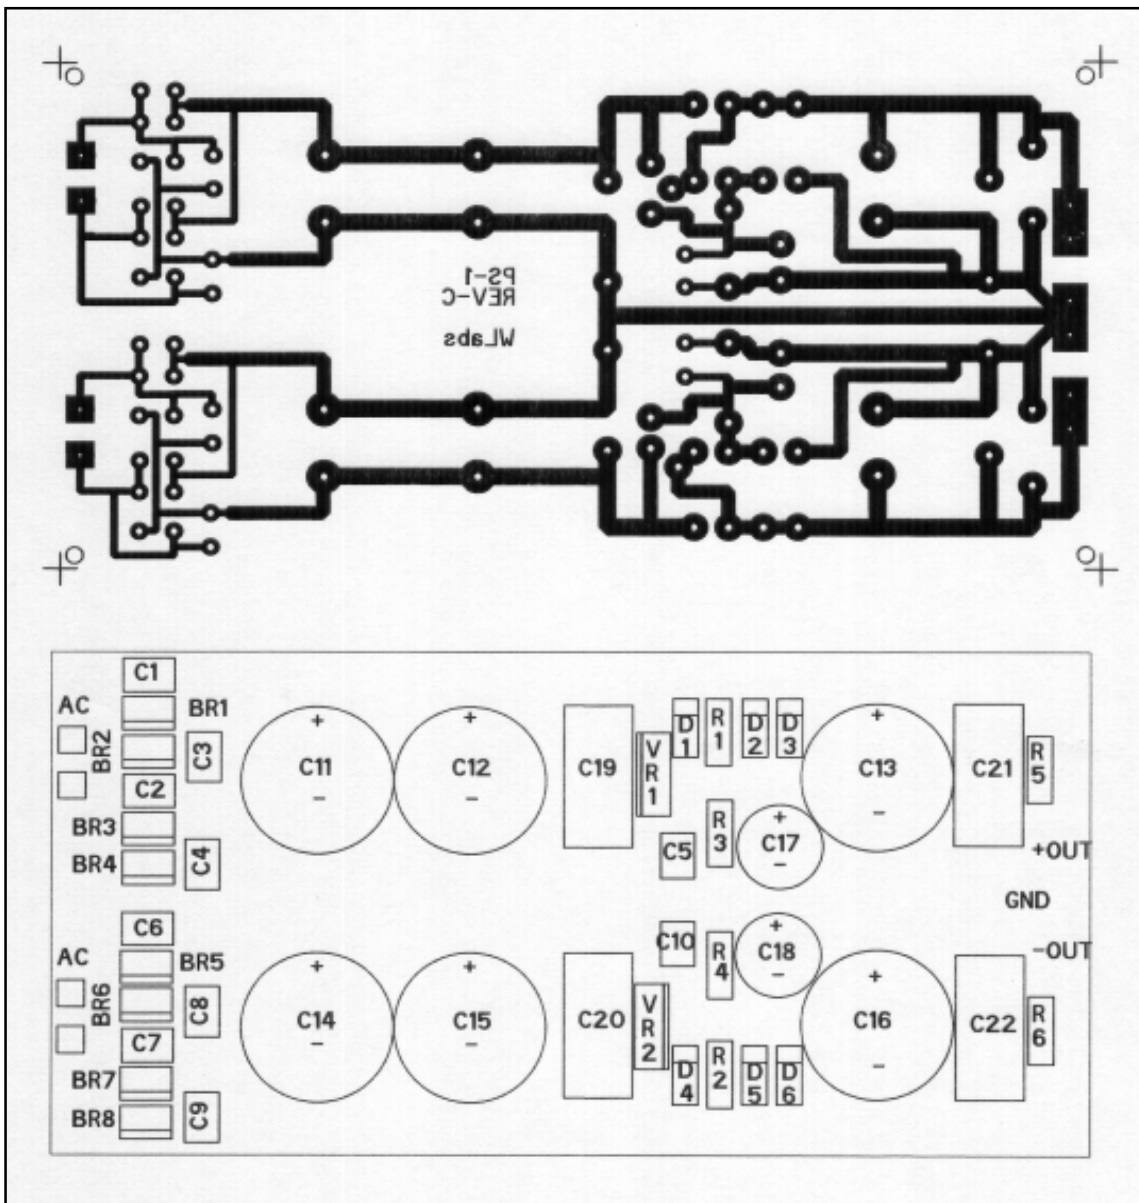 PS-1
REV-C
WLabs
C1
AC
BR1
BR2
C3
C2
BR3
BR4
C4
C11
+
-
C12
+
-
C19
VR1
D1
R1
D2
D3
C13
+
-
C21
R5
R3
C17
+
-
C5
+OUT
GND
-OUT
C6
AC
BR5
BR6
C8
C7
BR7
BR8
C9
C14
+
-
C15
+
-
C20
VR2
C10
R4
C18
+
-
D4
R2
D5
D6
C16
+
-
C22
R6